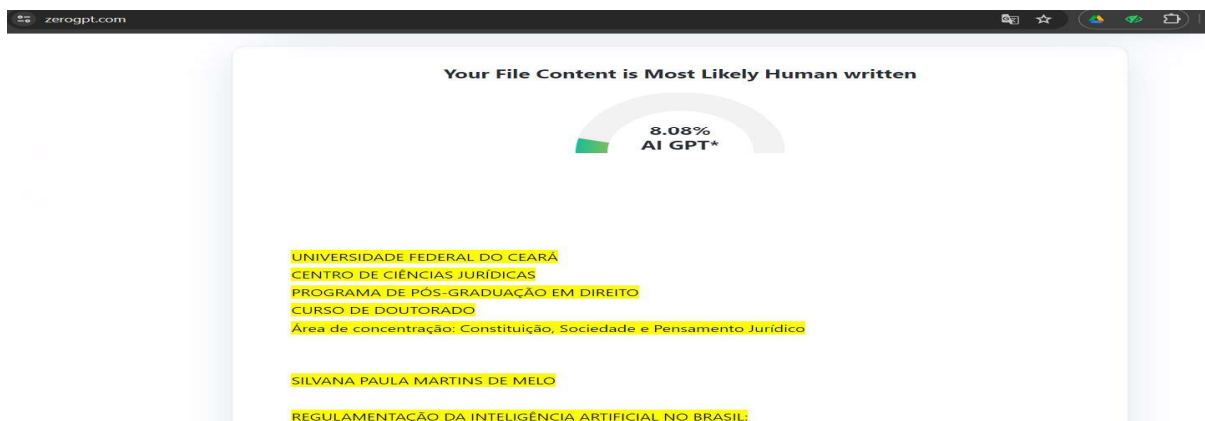 zerogpt.com
Your File Content is Most Likely Human written
8.08%
AI GPT*
UNIVERSIDADE FEDERAL DO CEARÁ
CENTRO DE CIÊNCIAS JURÍDICAS
PROGRAMA DE PÓS-GRADUAÇÃO EM DIREITO
CURSO DE DOUTORADO
Área de concentração: Constituição, Sociedade e Pensamento Jurídico
SILVANA PAULA MARTINS DE MELO
REGULAMENTAÇÃO DA INTELIGÊNCIA ARTIFICIAL NO BRASIL: